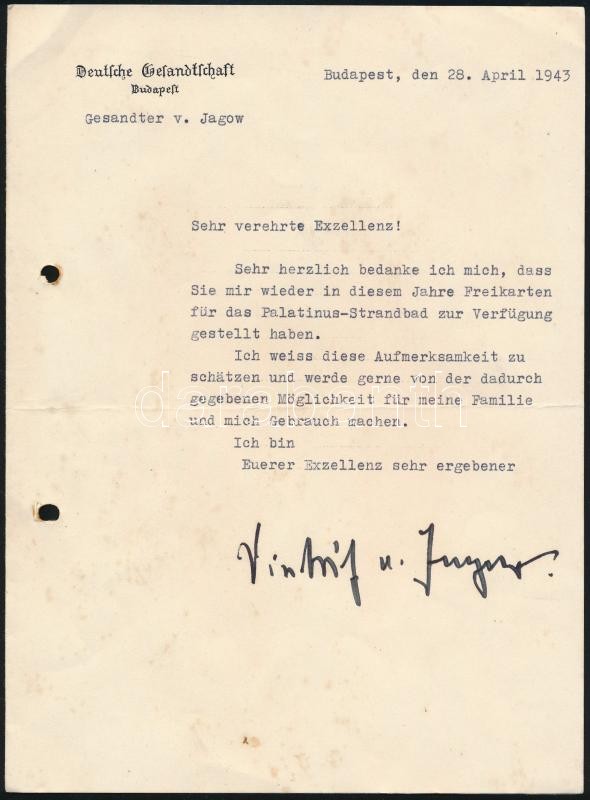 Deutsche Gesandtschaft
Budapest
Budapest, den 28. April 1943
Gesandter v. Jagow
Sehr verehrte Exzellenz!
Sehr herzlich bedanke ich mich, dass
Sie mir wieder in diesem Jahre Freikarten
für das Palatinus-Strandbad zur Verfügung
gestellt haben.
Ich weiss diese Aufmerksamkeit zu
schätzen und werde gerne von der dadurch
gegebenen Möglichkeit für meine Familie
und mich Gebrauch machen.
Ich bin
Euerer Exzellenz sehr ergebener
v. Jagow.
darabanth